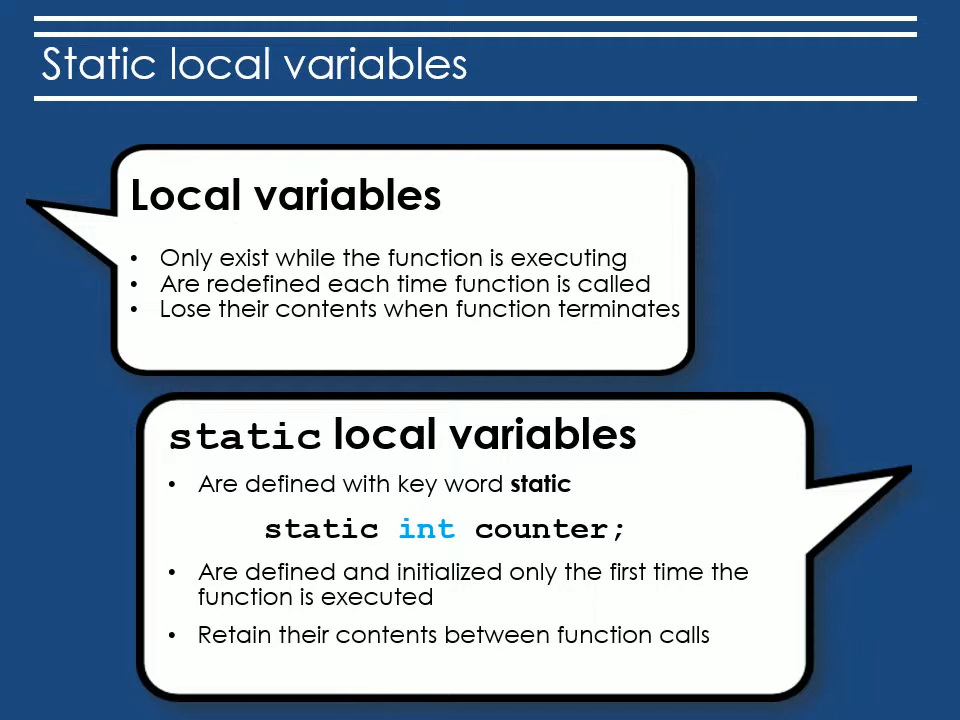 Static local variables
Local variables
• Only exist while the function is executing
• Are redefined each time function is called
• Lose their contents when function terminates
static local variables
• Are defined with key word static
static int counter;
• Are defined and initialized only the first time the
function is executed
• Retain their contents between function calls